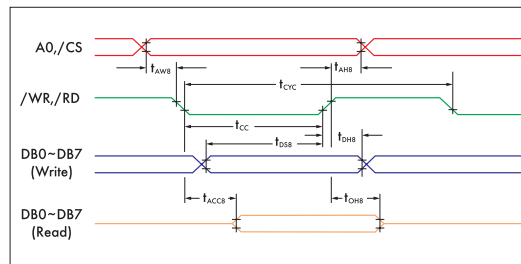 A0,/CS
tAW8
tAH8
tCYC
/WR,/RD
tCC
tDS8
tDH8
DB0~DB7
(Write)
tACC8
tOH8
DB0~DB7
(Read)